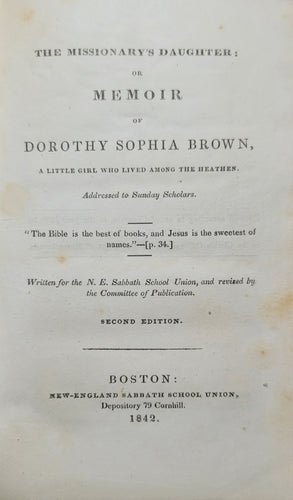 THE MISSIONARY'S DAUGHTER:
OR
MEMOIR
OF
DOROTHY SOPHIA BROWN,
A LITTLE GIRL WHO LIVED AMONG THE HEATHEN.
Addressed to Sunday Scholars.
"The Bible is the best of books, and Jesus is the sweetest
of names."—[p. 34.]
Written for the N. E. Sabbath School Union, and revised by
the Committee of Publication.
SECOND EDITION.
BOSTON:
NEW-ENGLAND SABBATH SCHOOL UNION,
Depository 79 Cornhill.
1842.